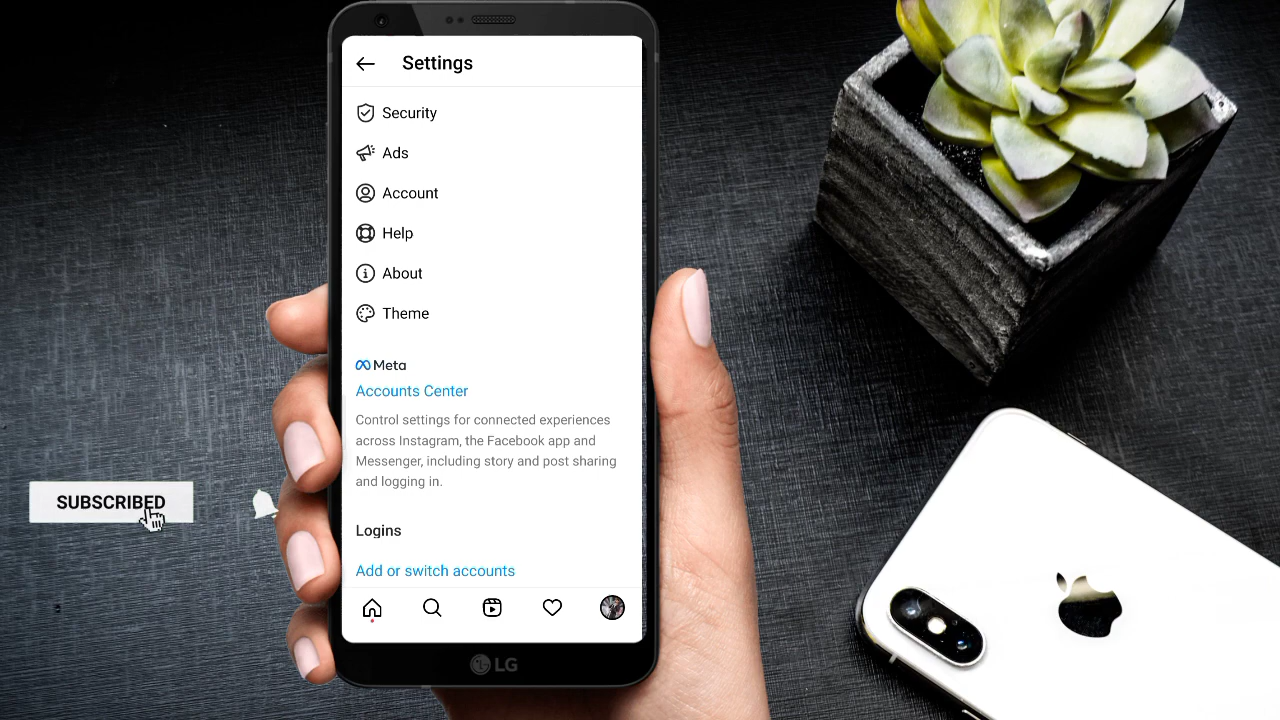 Settings
Security
Ads
Account
Help
About
Theme
Meta
Accounts Center
Control settings for connected experiences
across Instagram, the Facebook app and
Messenger, including story and post sharing
and logging in.
Logins
Add or switch accounts
SUBSCRIBED
LG